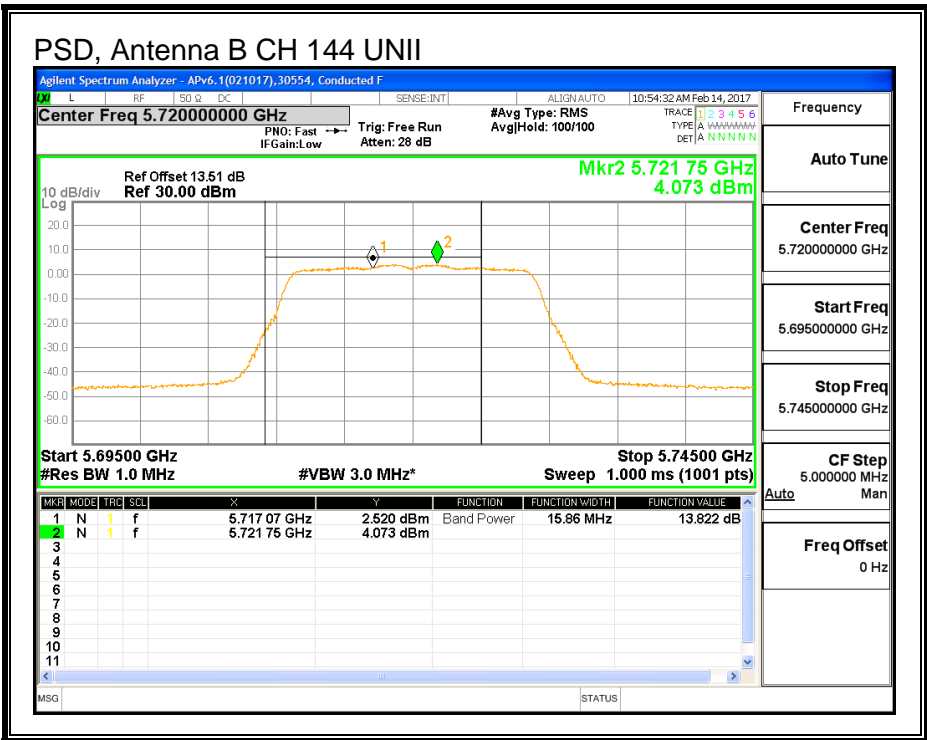 PSD, Antenna B CH 144 UNII
Agilent Spectrum Analyzer - APv6.1(021017),30554, Conducted F
LXI L RF 50 Ω DC SENSE:INT ALIGN AUTO 10:54:32 AM Feb 14, 2017
Center Freq 5.720000000 GHz
PNO: Fast
IFGain:Low
Trig: Free Run
Atten: 28 dB
#Avg Type: RMS
Avg|Hold: 100/100
TRACE 1 2 3 4 5 6
TYPE A WWWWW
DET A N N N N N
Mkr2 5.721 75 GHz
4.073 dBm
Ref Offset 13.51 dB
10 dB/div Ref 30.00 dBm
Log
20.0
10.0
0.00
-10.0
-20.0
-30.0
-40.0
-50.0
-60.0
1
2
Start 5.69500 GHz Stop 5.74500 GHz
#Res BW 1.0 MHz #VBW 3.0 MHz* Sweep 1.000 ms (1001 pts)
MKR MODE TRC SCL X Y FUNCTION FUNCTION WIDTH FUNCTION VALUE
1 N 1 f 5.717 07 GHz 2.520 dBm Band Power 15.86 MHz 13.822 dB
2 N 1 f 5.721 75 GHz 4.073 dBm
3
4
5
6
7
8
9
10
11
MSG STATUS
Frequency
Auto Tune
Center Freq
5.720000000 GHz
Start Freq
5.695000000 GHz
Stop Freq
5.745000000 GHz
CF Step
5.000000 MHz
Auto Man
Freq Offset
0 Hz